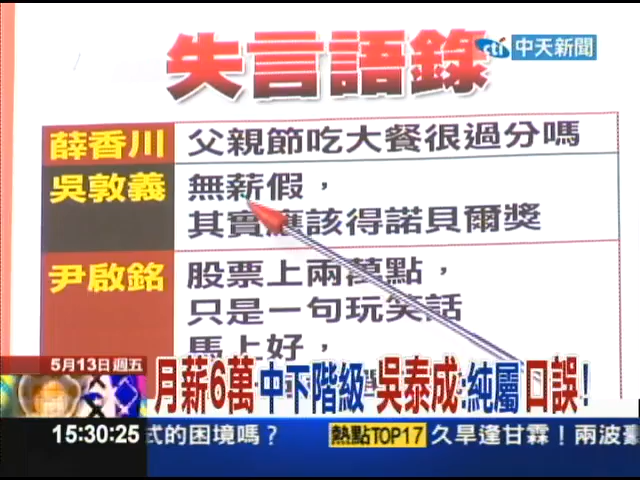 失言語錄
cti 中天新聞
薛香川 父親節吃大餐很過分嗎
吳敦義 無薪假，
其實應該得諾貝爾獎
尹啟銘 股票上兩萬點，
只是一句玩笑話
馬上好，
5月13日週五
月薪6萬 中下階級 吳泰成:純屬口誤!
15:30:25 式的困境嗎? 熱點TOP17 久旱逢甘霖!兩波豪